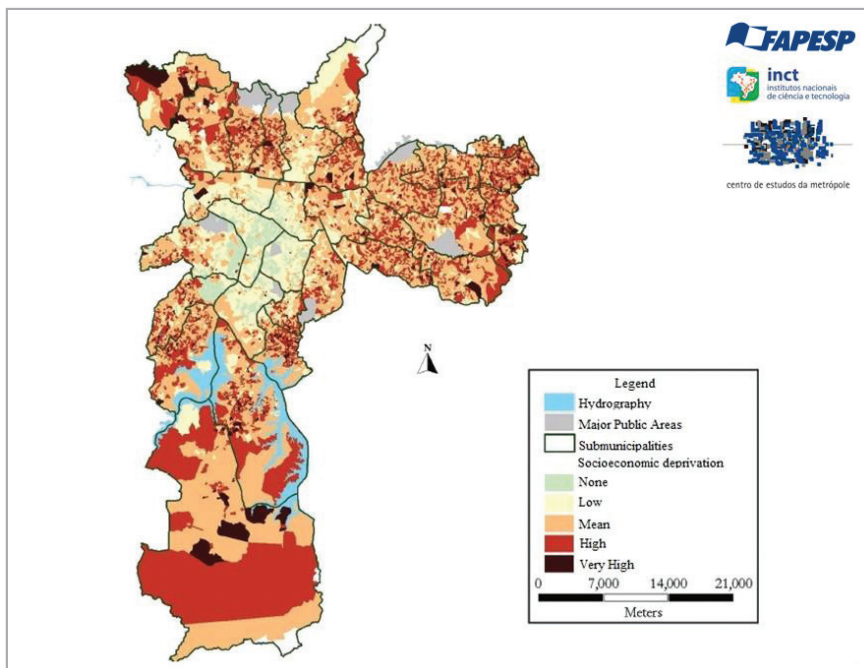 FAPESP
inct
institutos nacionais
de ciência e tecnologia
centro de estudos da metrópole
N
Legend
Hydrography
Major Public Areas
Submunicipalities
Socioeconomic deprivation
None
Low
Mean
High
Very High
0 7,000 14,000 21,000
Meters